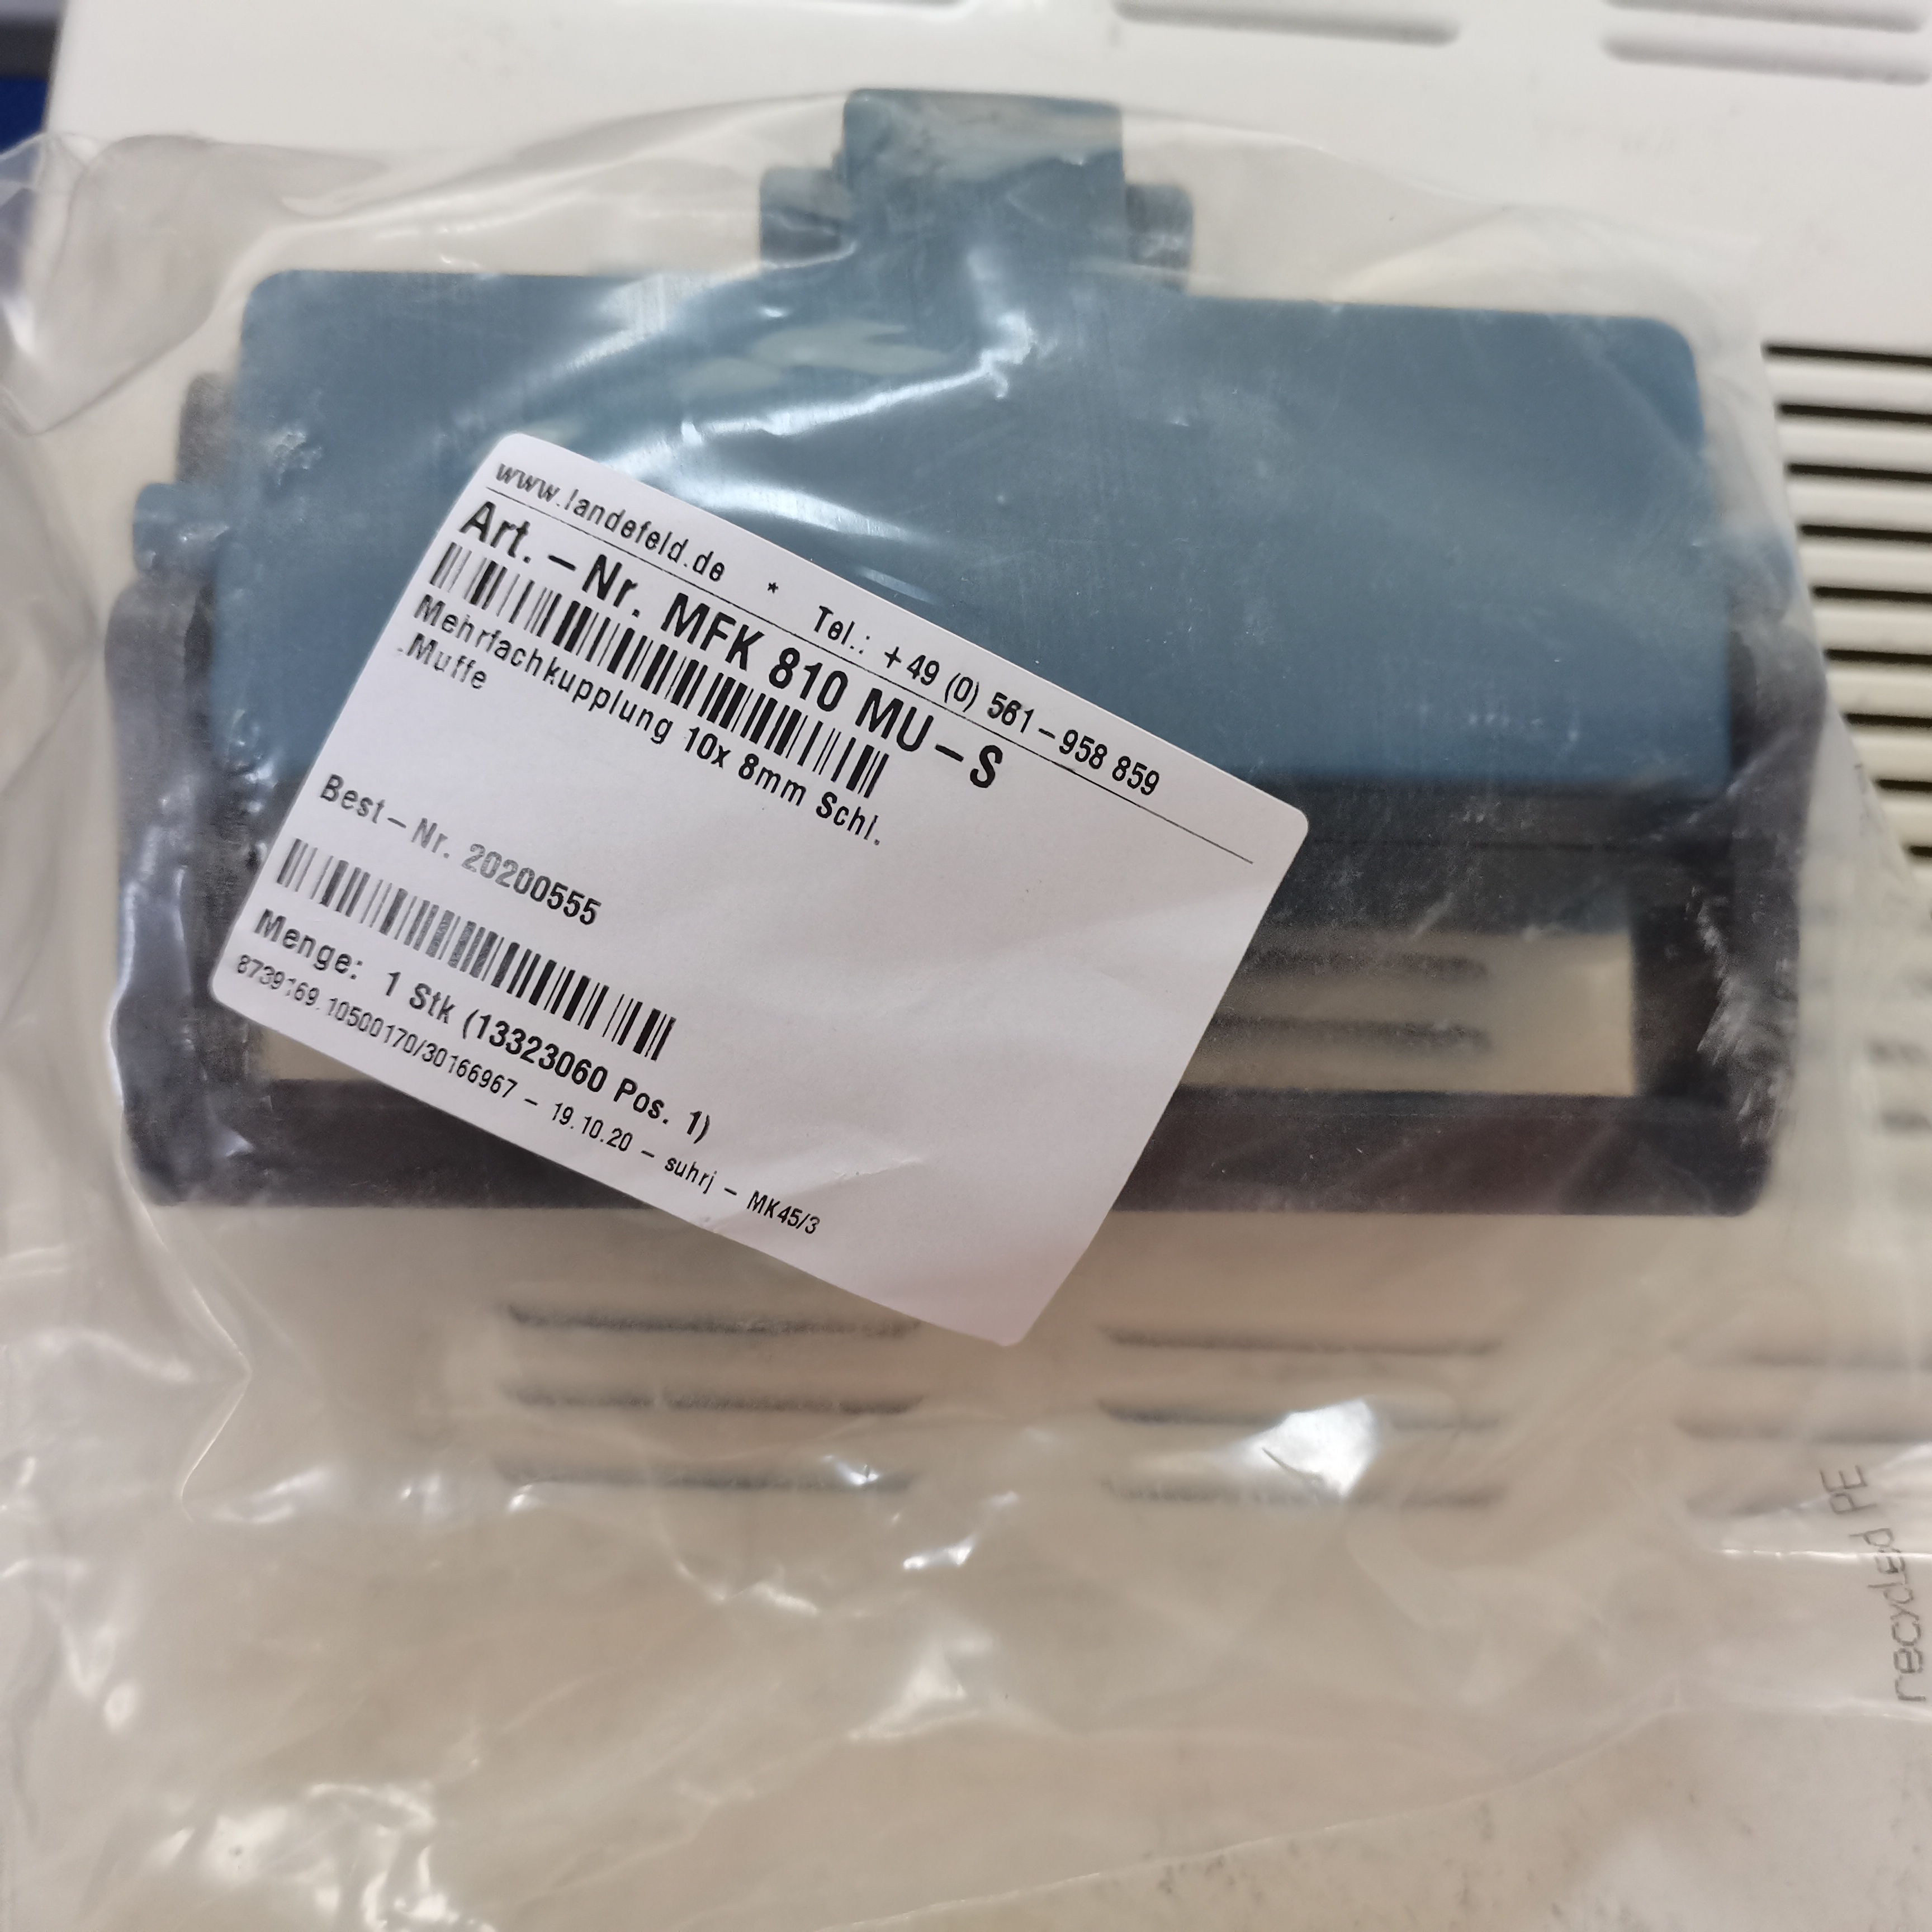 www.landefeld.de * Tel.: +49 (0) 561-958 859
Art.-Nr. MFK 810 MU-S
Mehrfachkupplung 10x 8mm Schl.
.Muffe
Best-Nr. 20200555
Menge: 1 Stk (13323060 Pos. 1)
8739169.10500170/30166967 - 19.10.20 - suhrj - MK45/3
recycled PE